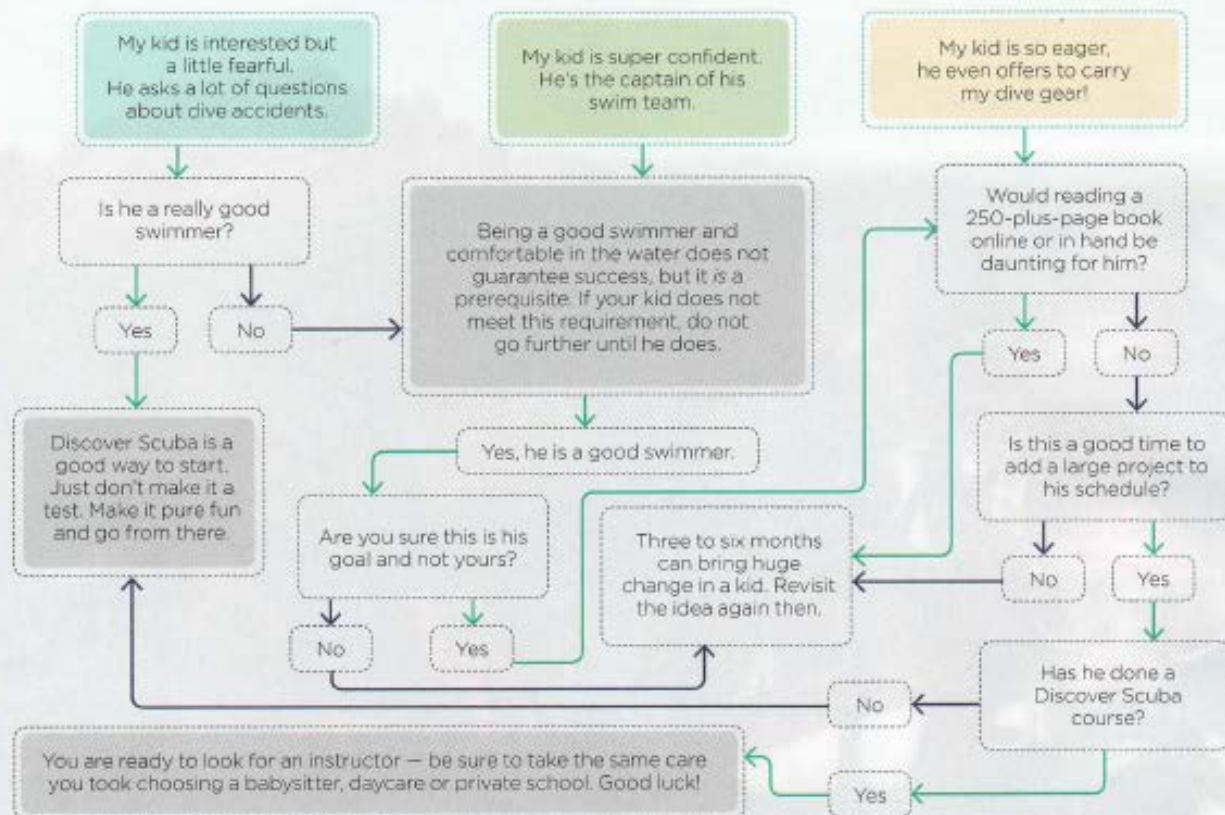 My kid is interested but
a little fearful.
He asks a lot of questions
about dive accidents.
My kid is super confident.
He's the captain of his
swim team.
My kid is so eager,
he even offers to carry
my dive gear!
Is he a really good
swimmer?
Yes
No
Being a good swimmer and
comfortable in the water does not
guarantee success, but it is a
prerequisite. If your kid does not
meet this requirement, do not
go further until he does.
Would reading a
250-plus-page book
online or in hand be
daunting for him?
Yes
No
Discover Scuba is a
good way to start.
Just don't make it a
test. Make it pure fun
and go from there.
Yes, he is a good swimmer.
Is this a good time to
add a large project to
his schedule?
Are you sure this is his
goal and not yours?
Three to six months
can bring huge
change in a kid. Revisit
the idea again then.
No
Yes
No
Yes
Has he done a
Discover Scuba
course?
No
You are ready to look for an instructor — be sure to take the same care
you took choosing a babysitter, daycare or private school. Good luck!
Yes